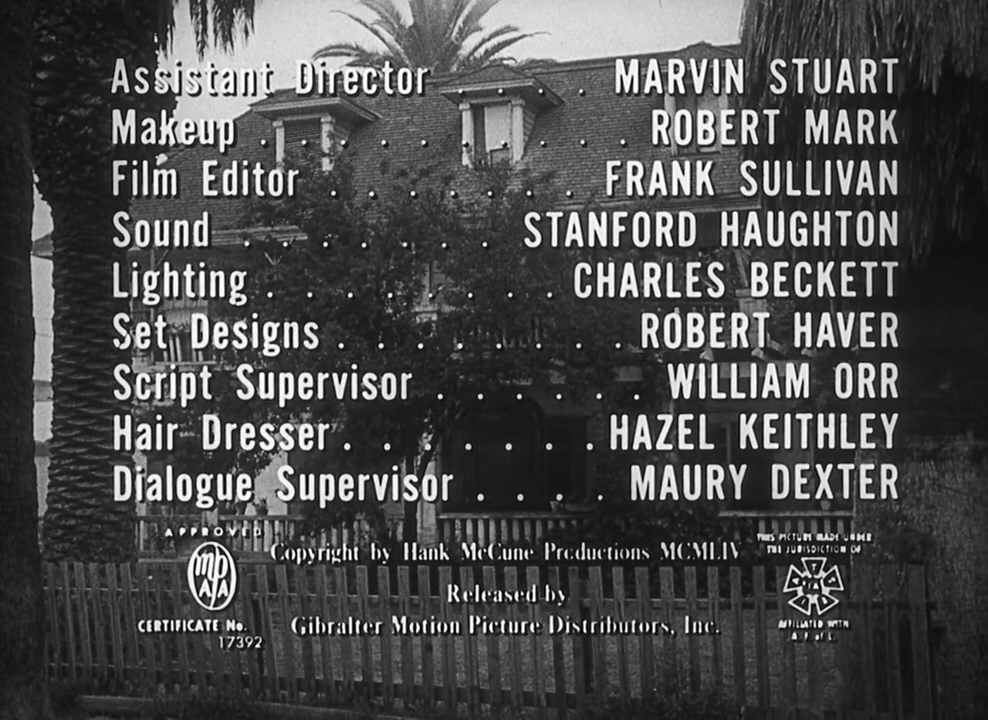 Assistant Director . . . . MARVIN STUART
Makeup . . . . . . . . . . ROBERT MARK
Film Editor . . . . . . . FRANK SULLIVAN
Sound . . . . . . . STANFORD HAUGHTON
Lighting . . . . . . . . CHARLES BECKETT
Set Designs . . . . . . . . ROBERT HAVER
Script Supervisor . . . . . . WILLIAM ORR
Hair Dresser . . . . . . . HAZEL KEITHLEY
Dialogue Supervisor . . . . MAURY DEXTER
APPROVED
MPAA
CERTIFICATE No.
17392
Copyright by Hank McCune Productions MCMLIV
Released by
Gibralter Motion Picture Distributors, Inc.
THIS PICTURE MADE UNDER
THE JURISDICTION OF
IATSE
AFFILIATED WITH
A.F. of L.